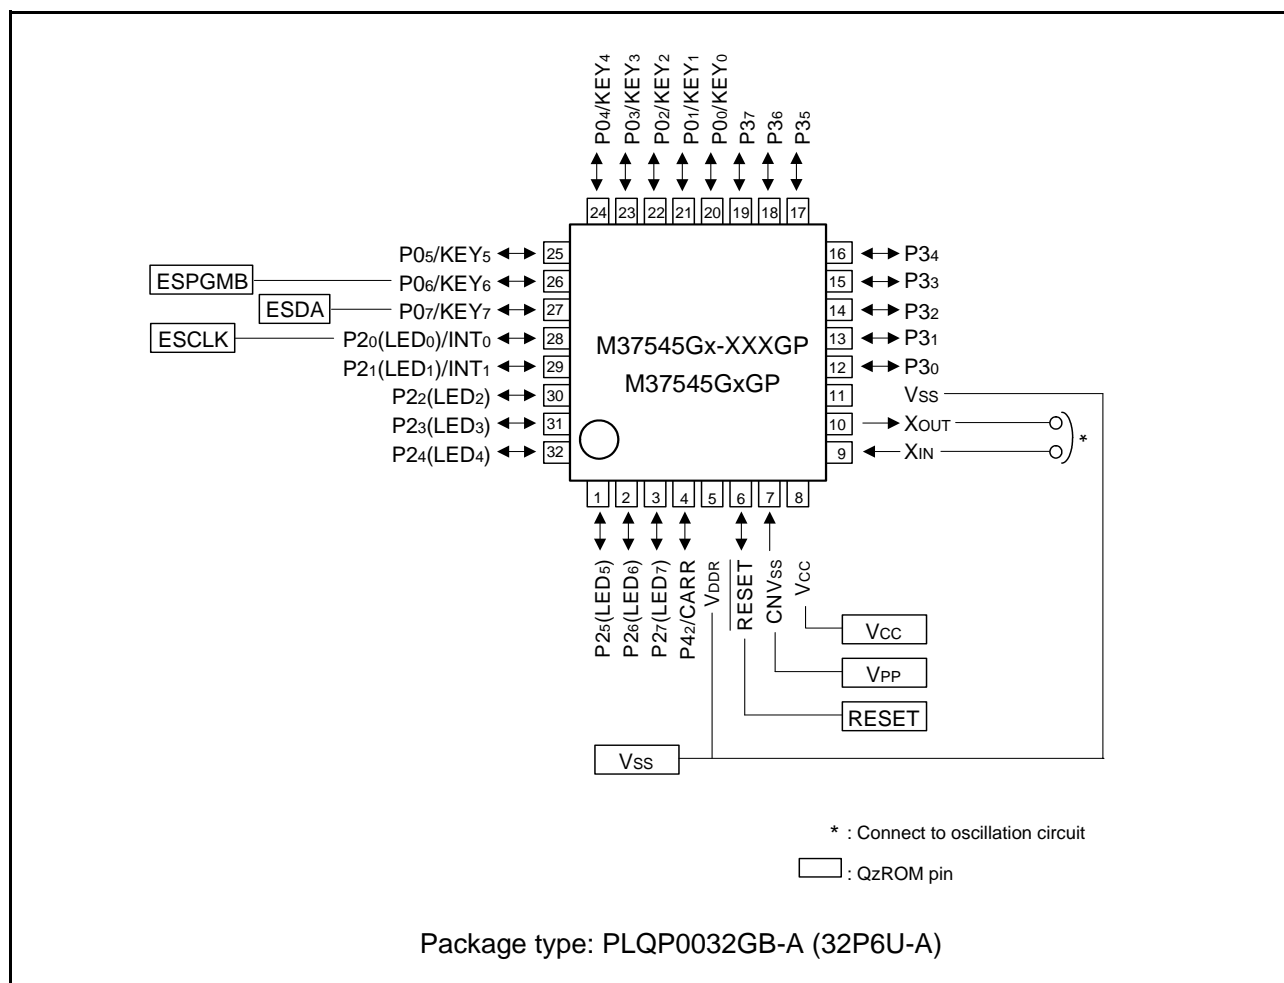 P04/KEY4
P03/KEY3
P02/KEY2
P01/KEY1
P00/KEY0
P37
P36
P35
24 23 22 21 20 19 18 17
P05/KEY5 25
ESPGMB P06/KEY6 26
ESDA P07/KEY7 27
ESCLK P20(LED0)/INT0 28
P21(LED1)/INT1 29
P22(LED2) 30
P23(LED3) 31
P24(LED4) 32
M37545Gx-XXXGP
M37545GxGP
16 P34
15 P33
14 P32
13 P31
12 P30
11 VSS
10 XOUT
9 XIN
*
1 2 3 4 5 6 7 8
P25(LED5)
P26(LED6)
P27(LED7)
P42/CARR
VDDR
RESET
CNVSS
VCC
VCC
VPP
RESET
VSS
* : Connect to oscillation circuit
: QzROM pin
Package type: PLQP0032GB-A (32P6U-A)